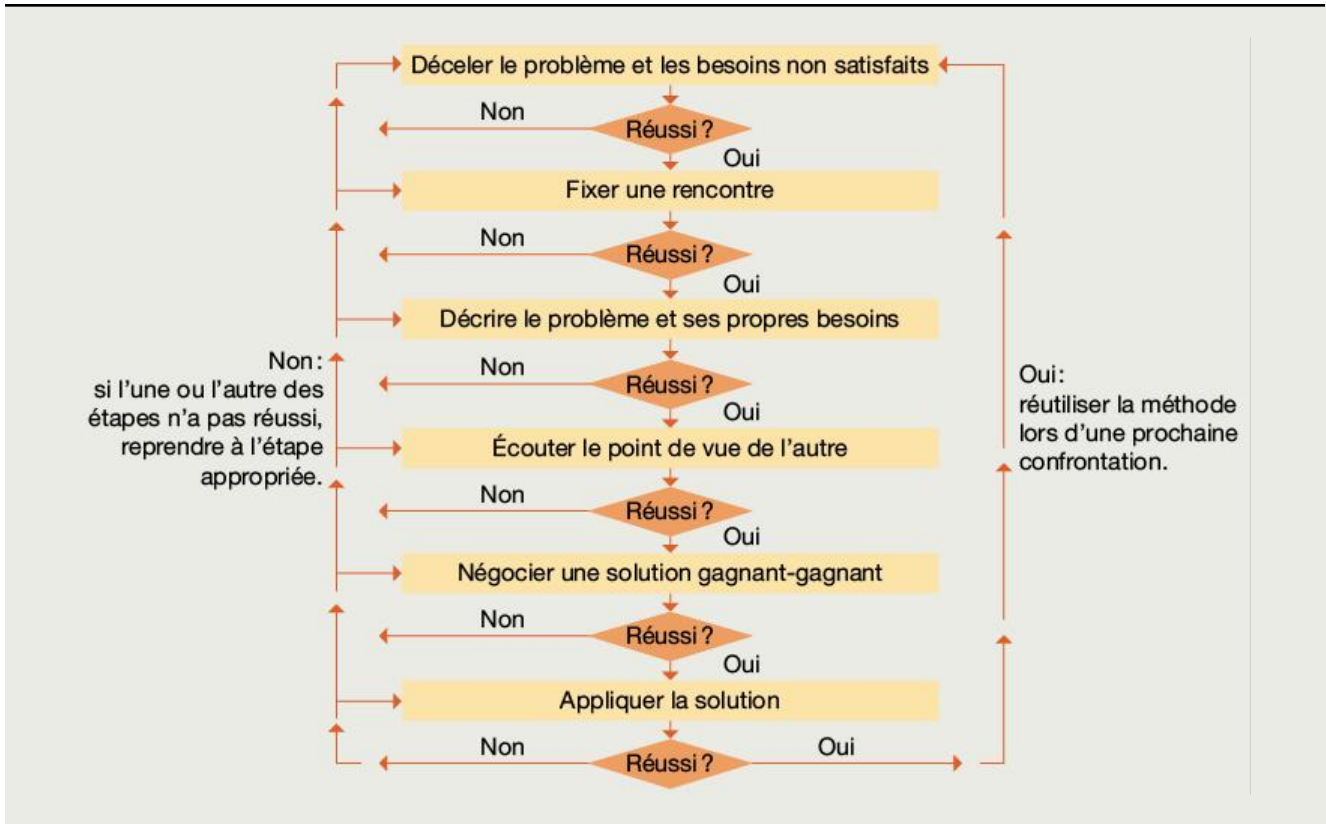 Déceler le problème et les besoins non satisfaits
Non
Réussi ?
Oui
Fixer une rencontre
Non
Réussi ?
Oui
Décrire le problème et ses propres besoins
Non :
si l'une ou l'autre des
étapes n'a pas réussi,
reprendre à l'étape
appropriée.
Non
Réussi ?
Oui
Oui :
réutiliser la méthode
lors d'une prochaine
confrontation.
Écouter le point de vue de l'autre
Non
Réussi ?
Oui
Négocier une solution gagnant-gagnant
Non
Réussi ?
Oui
Appliquer la solution
Non
Réussi ?
Oui